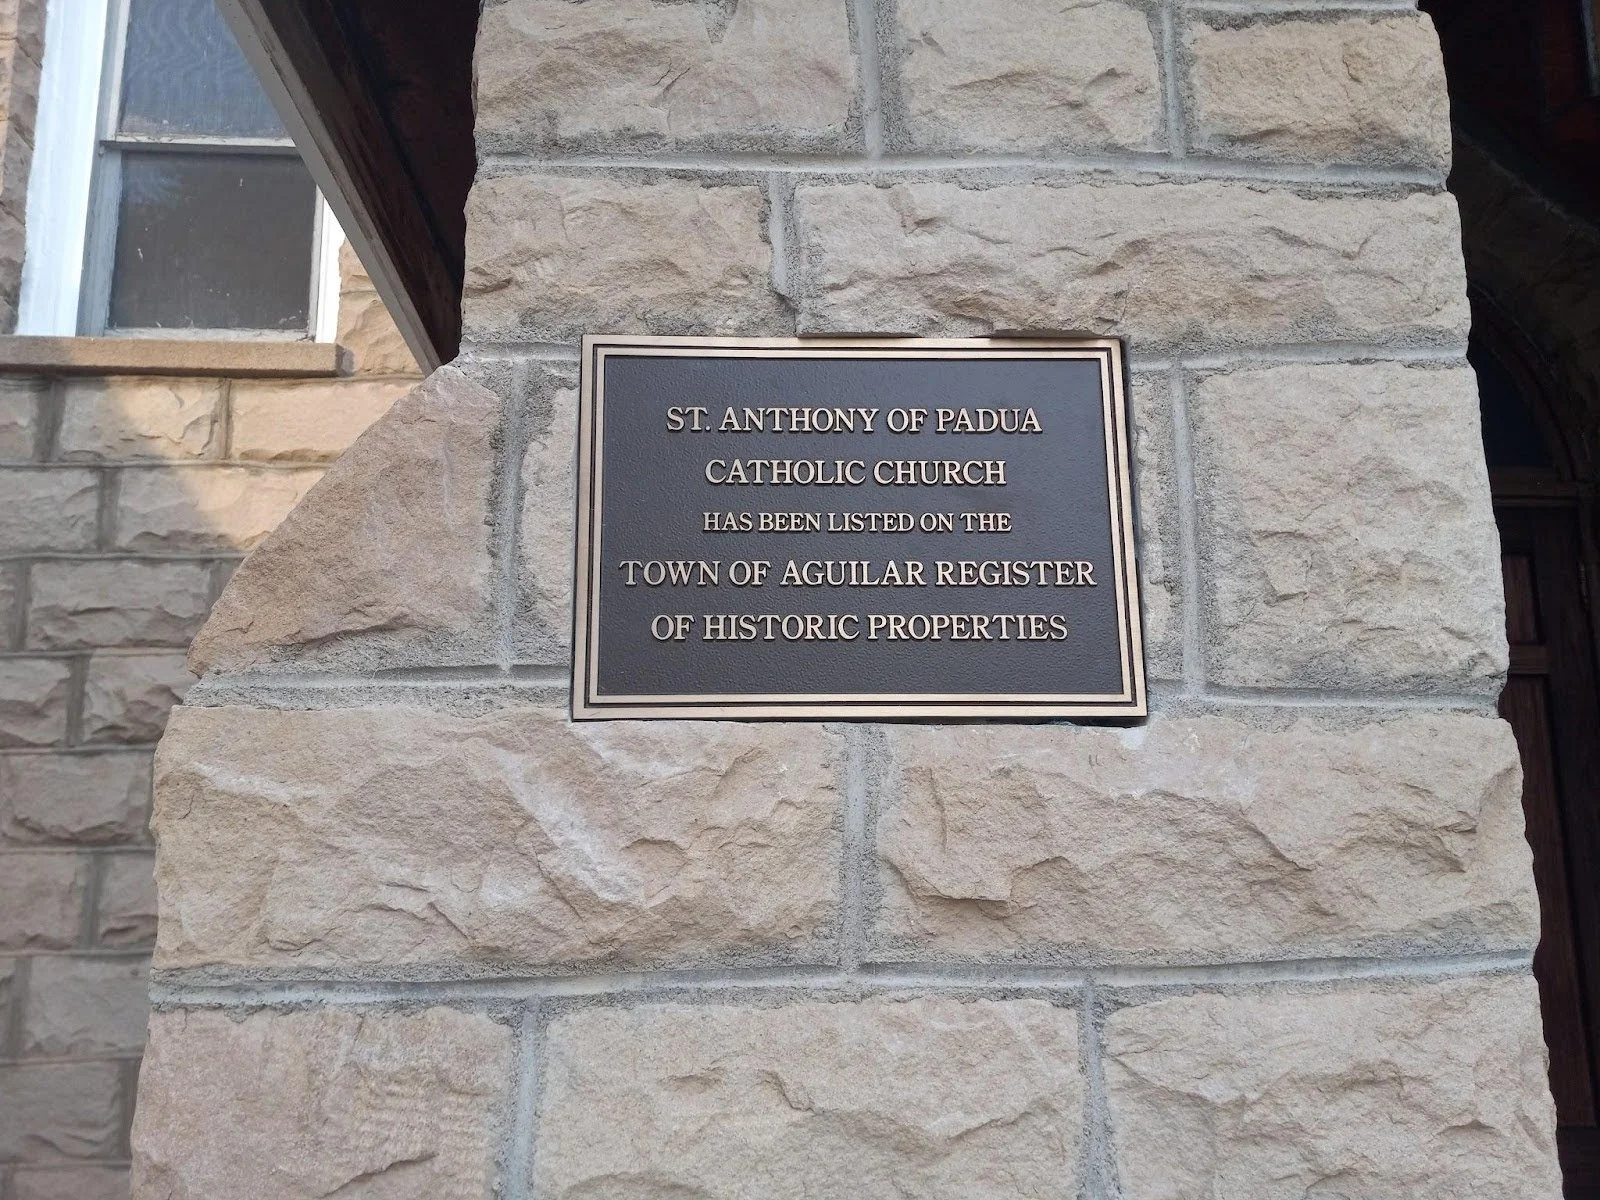 ST. ANTHONY OF PADUA
CATHOLIC CHURCH
HAS BEEN LISTED ON THE
TOWN OF AGUILAR REGISTER
OF HISTORIC PROPERTIES